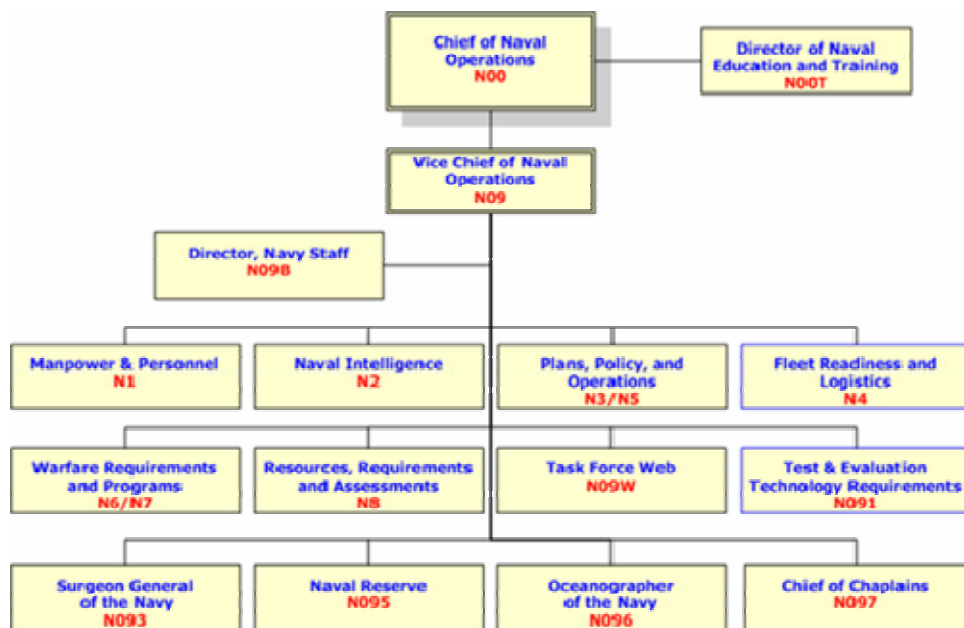 Chief of Naval
Operations
N00
Director of Naval
Education and Training
N00T
Vice Chief of Naval
Operations
N09
Director, Navy Staff
N09B
Manpower & Personnel
N1
Naval Intelligence
N2
Plans, Policy, and
Operations
N3/N5
Fleet Readiness and
Logistics
N4
Warfare Requirements
and Programs
N6/N7
Resources, Requirements
and Assessments
N8
Task Force Web
N09W
Test & Evaluation
Technology Requirements
N091
Surgeon General
of the Navy
N093
Naval Reserve
N095
Oceanographer
of the Navy
N096
Chief of Chaplains
N097